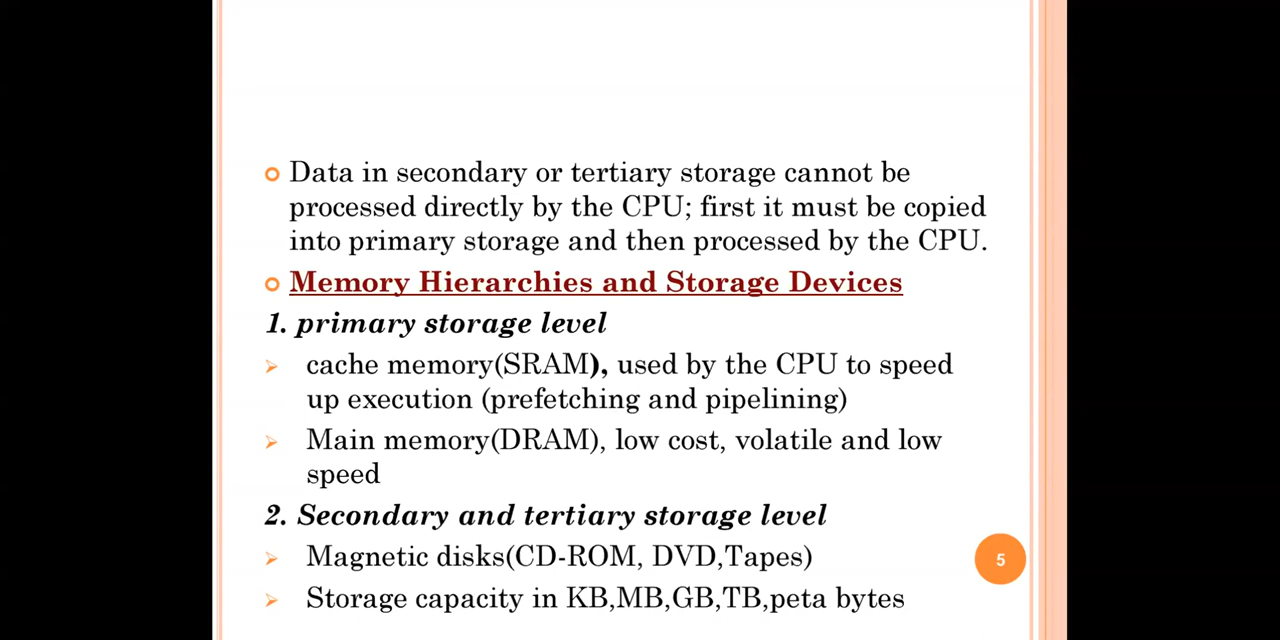 Data in secondary or tertiary storage cannot be
processed directly by the CPU; first it must be copied
into primary storage and then processed by the CPU.
Memory Hierarchies and Storage Devices
1. primary storage level
cache memory(SRAM), used by the CPU to speed
up execution (prefetching and pipelining)
Main memory(DRAM), low cost, volatile and low
speed
2. Secondary and tertiary storage level
Magnetic disks(CD-ROM, DVD,Tapes)
5
Storage capacity in KB,MB,GB,TB,peta bytes